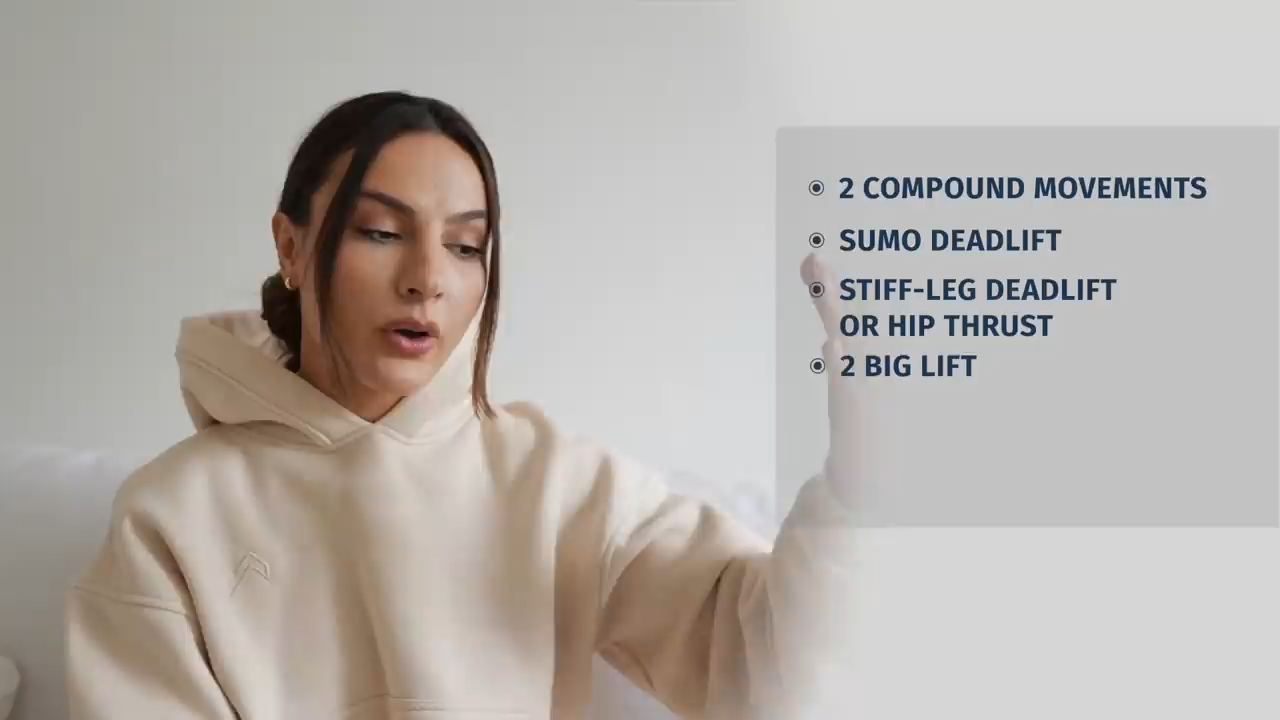 2 COMPOUND MOVEMENTS
SUMO DEADLIFT
STIFF-LEG DEADLIFT
OR HIP THRUST
2 BIG LIFT